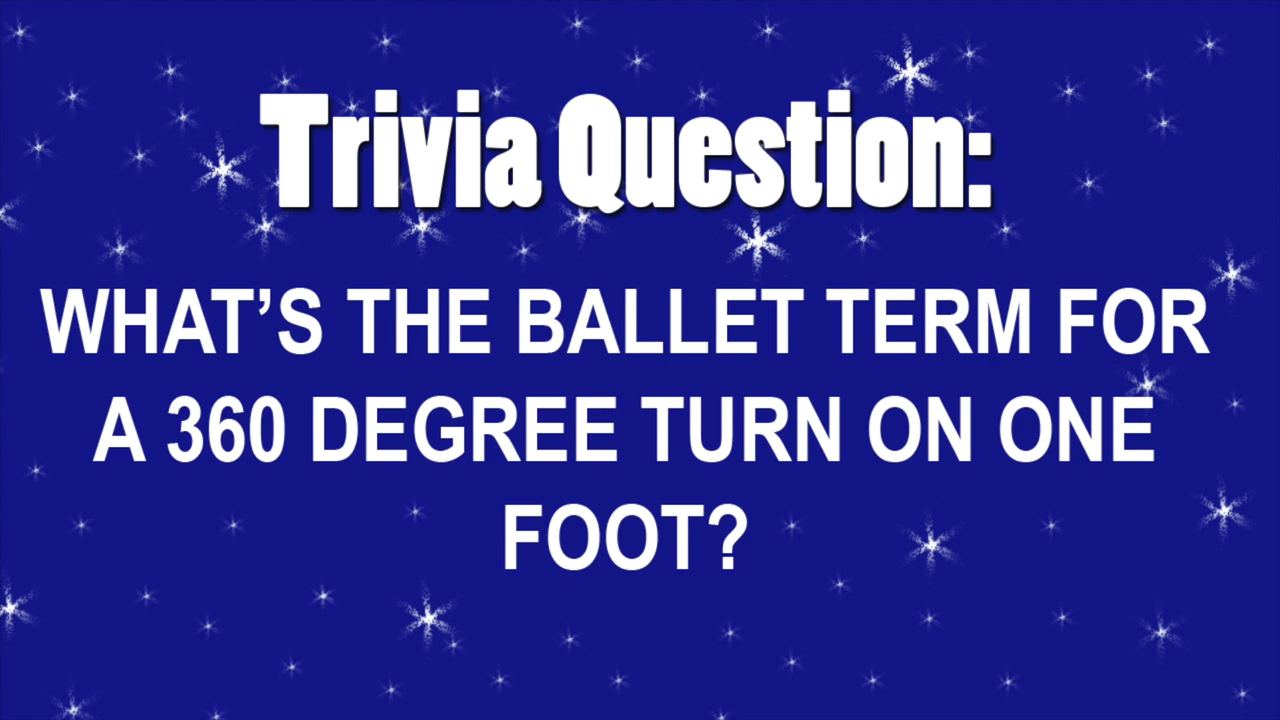 Trivia Question:
WHAT’S THE BALLET TERM FOR
A 360 DEGREE TURN ON ONE
FOOT?